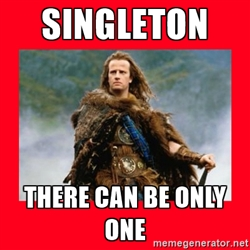 SINGLETON
THERE CAN BE ONLY
ONE
memegenerator.net